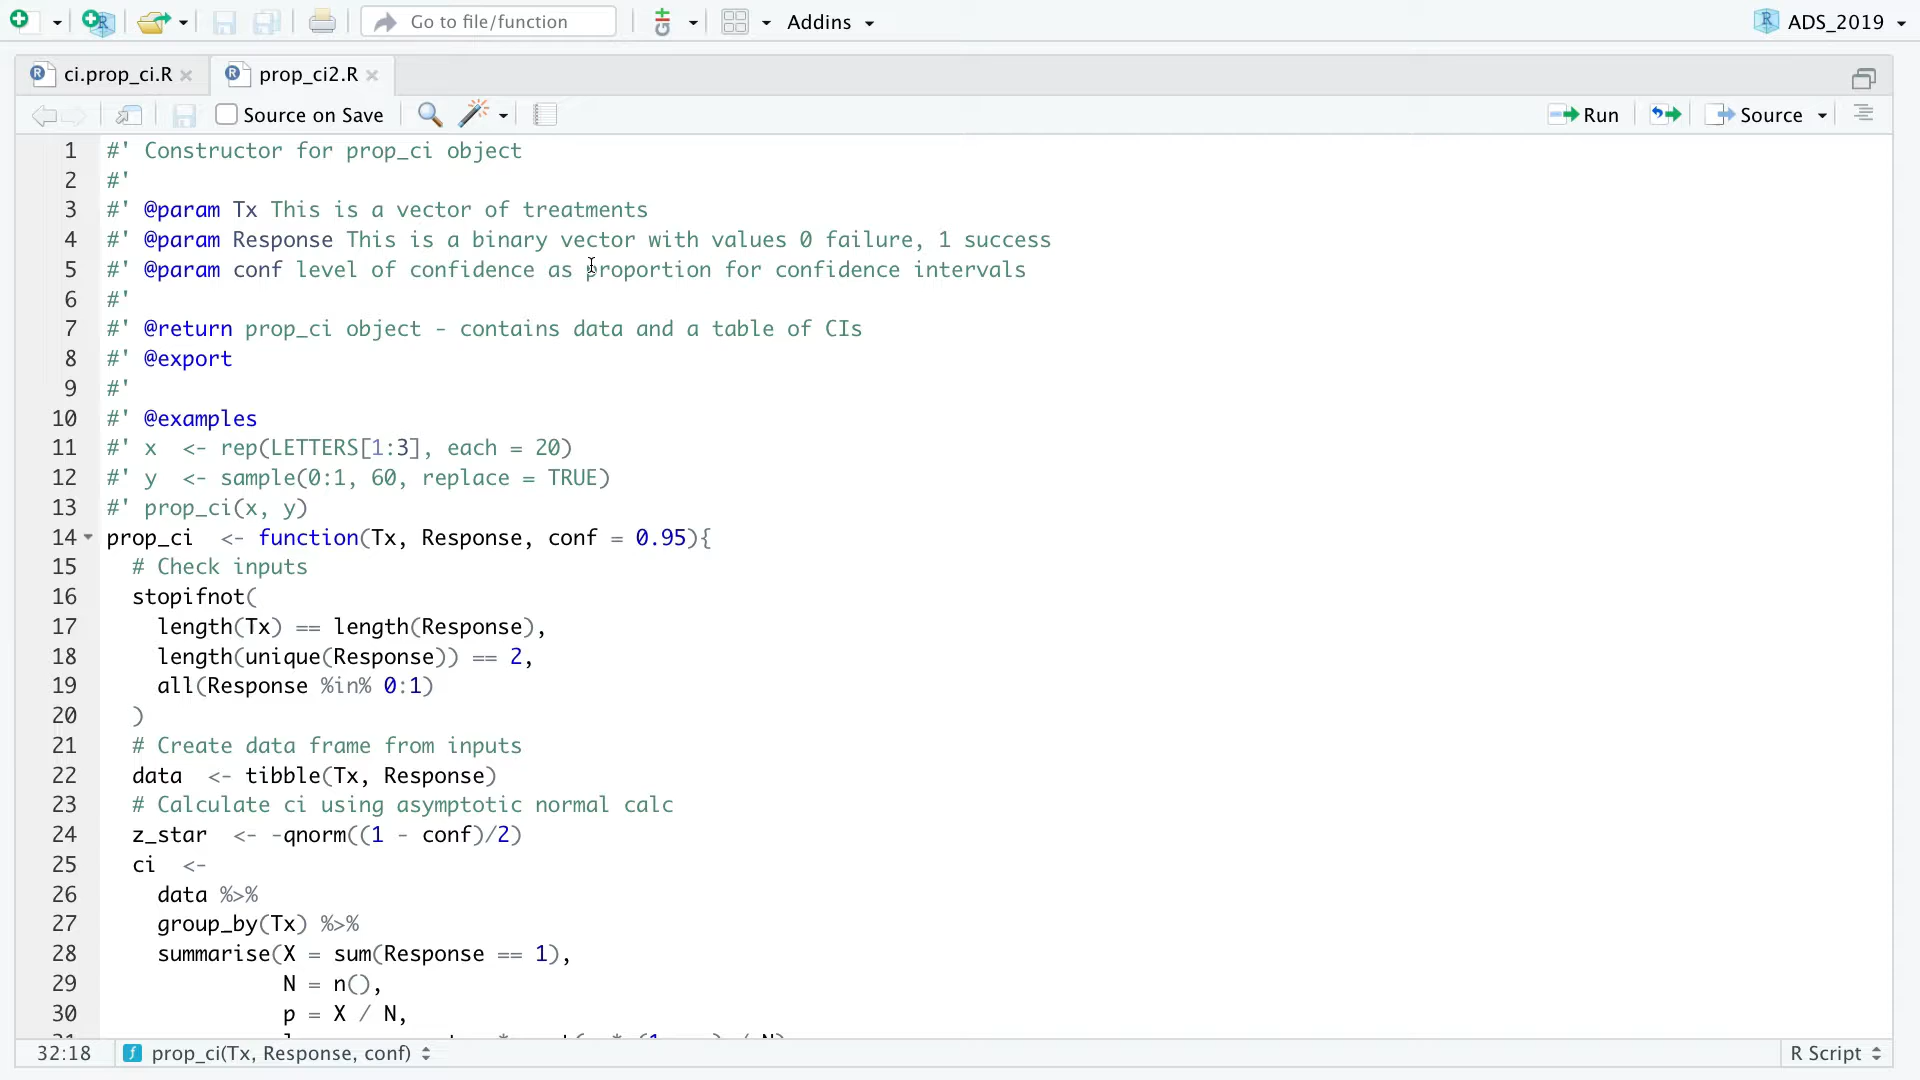 Go to file/function
Addins
ADS_2019
ci.prop_ci.R
prop_ci2.R
Source on Save
Run
Source
1 #' Constructor for prop_ci object
2 #'
3 #' @param Tx This is a vector of treatments
4 #' @param Response This is a binary vector with values 0 failure, 1 success
5 #' @param conf level of confidence as proportion for confidence intervals
6 #'
7 #' @return prop_ci object - contains data and a table of CIs
8 #' @export
9 #'
10 #' @examples
11 #' x  <- rep(LETTERS[1:3], each = 20)
12 #' y  <- sample(0:1, 60, replace = TRUE)
13 #' prop_ci(x, y)
14 prop_ci  <- function(Tx, Response, conf = 0.95){
15   # Check inputs
16   stopifnot(
17     length(Tx) == length(Response),
18     length(unique(Response)) == 2,
19     all(Response %in% 0:1)
20   )
21   # Create data frame from inputs
22   data  <- tibble(Tx, Response)
23   # Calculate ci using asymptotic normal calc
24   z_star  <- -qnorm((1 - conf)/2)
25   ci  <-
26     data %>%
27     group_by(Tx) %>%
28     summarise(X = sum(Response == 1),
29               N = n(),
30               p = X / N,
32:18 prop_ci(Tx, Response, conf)
R Script